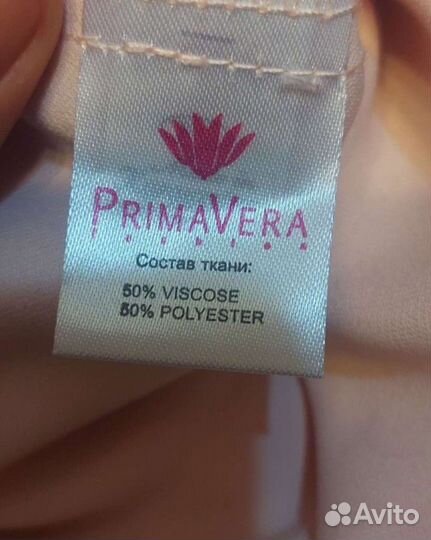 PRIMAVERA
Состав ткани:
50% VISCOSE
50% POLYESTER
Avito